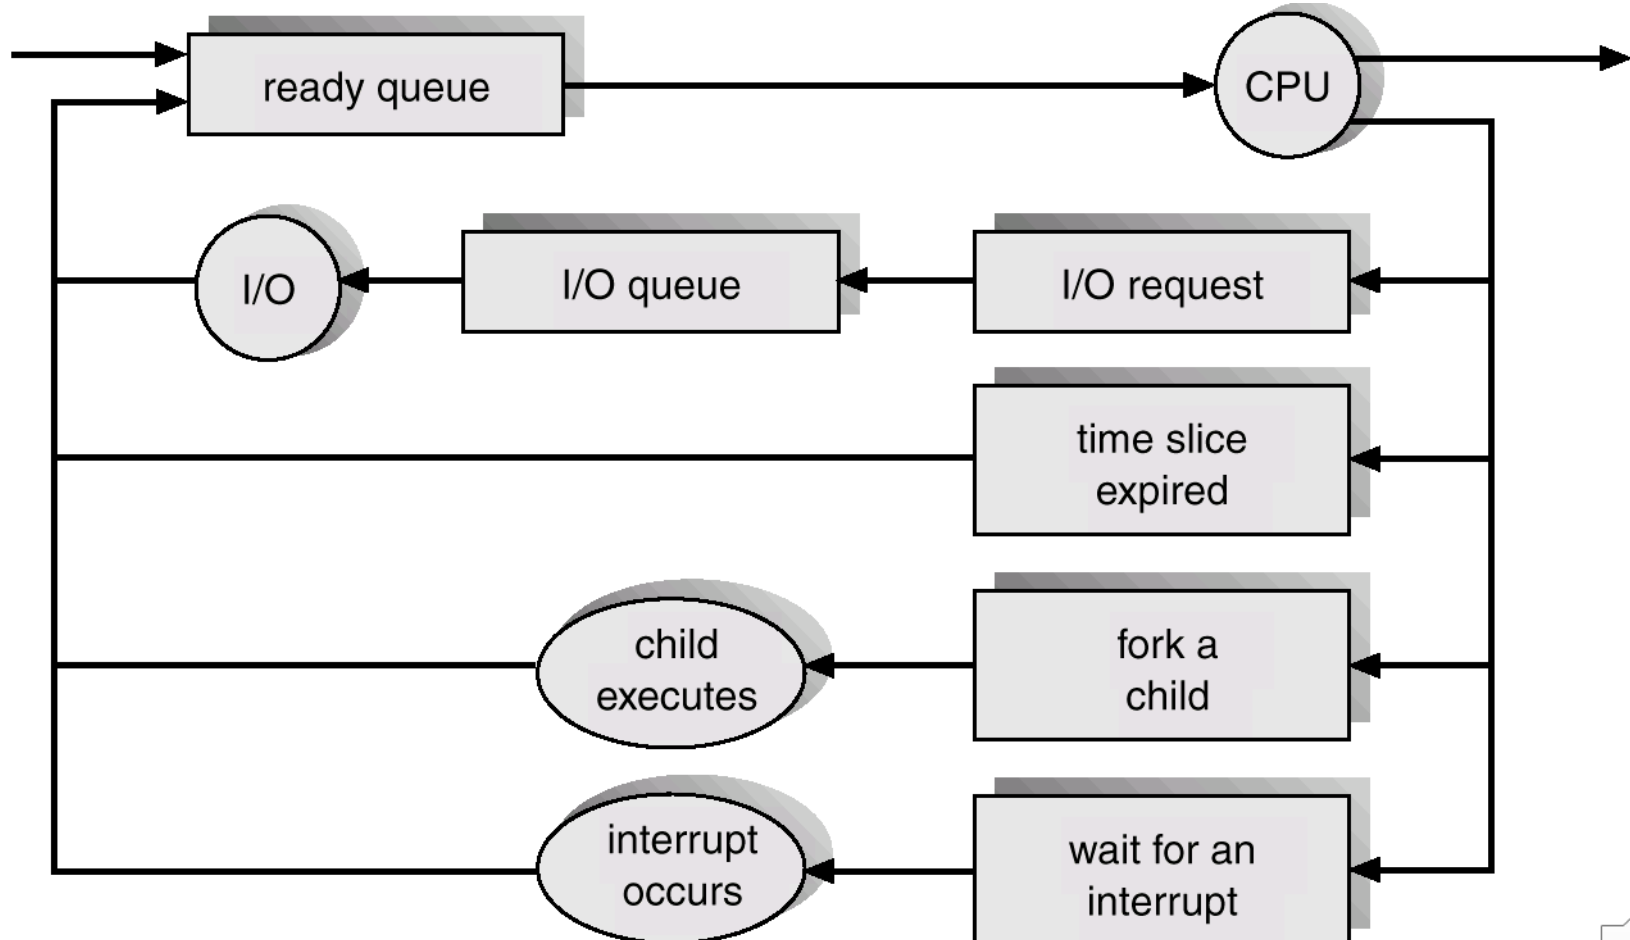 ready queue
CPU
I/O
I/O queue
I/O request
time slice
expired
child
executes
fork a
child
interrupt
occurs
wait for an
interrupt